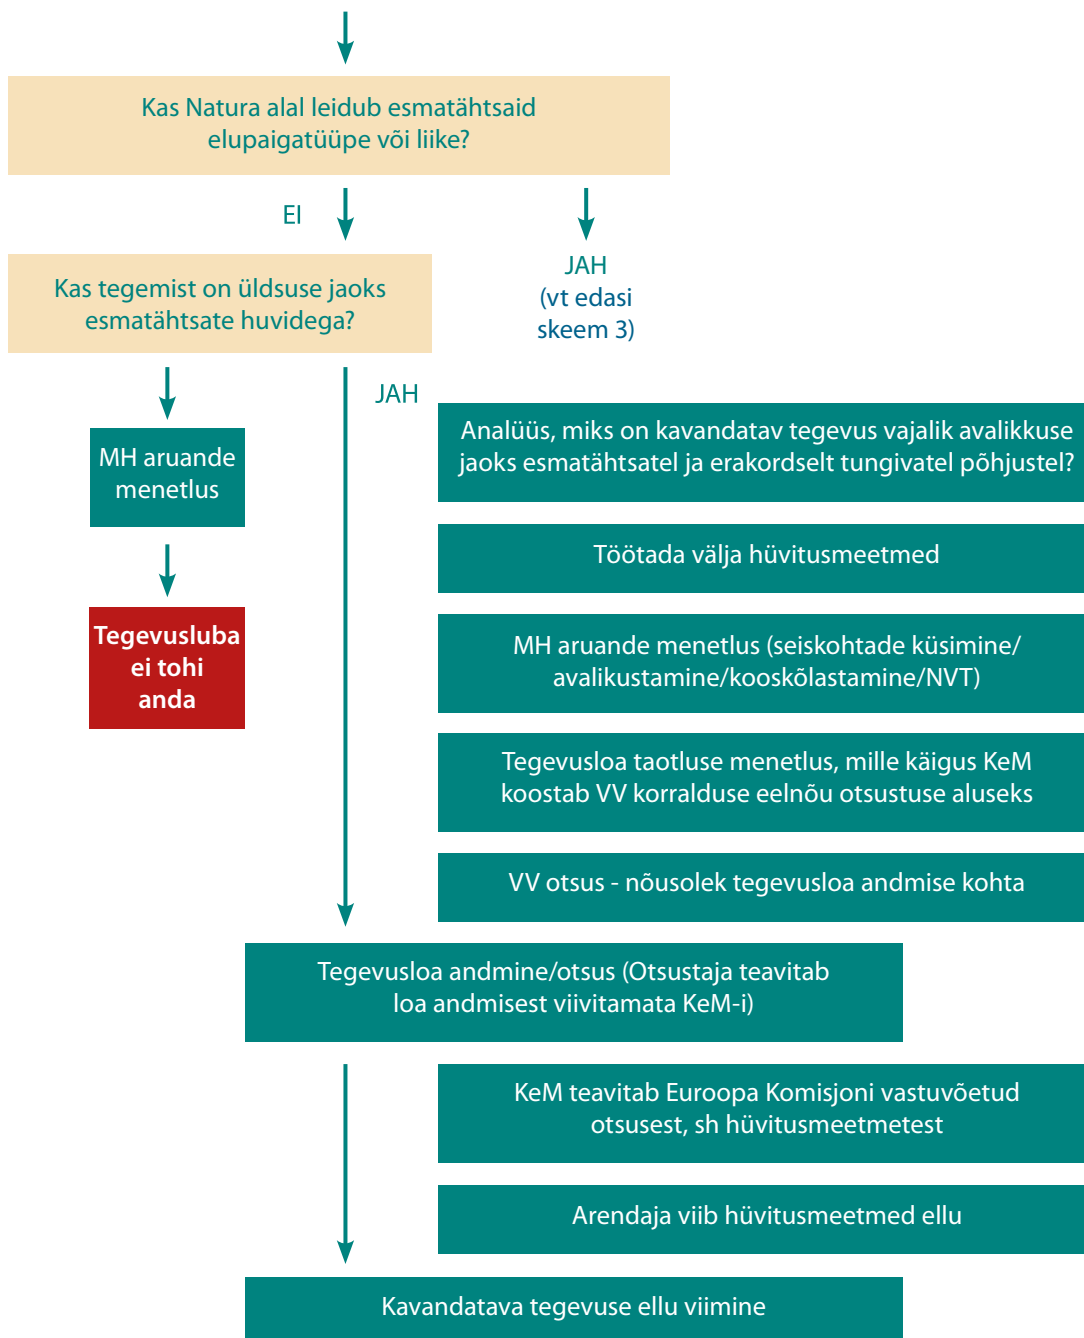 Kas Natura alal leidub esmatähtsaid
elupaigatüüpe või liike?
EI
JAH
(vt edasi
skeem 3)
Kas tegemist on üldsuse jaoks
esmatähtsate huvidega?
JAH
MH aruande
menetlus
Tegevusluba
ei tohi
anda
Analüüs, miks on kavandatav tegevus vajalik avalikkuse
jaoks esmatähtsatel ja erakordselt tungivatel põhjustel?
Töötada välja hüvitusmeetmed
MH aruande menetlus (seiskohtade küsimine/
avalikustamine/kooskõlastamine/NVT)
Tegevusloa taotluse menetlus, mille käigus KeM
koostab VV korralduse eelnõu otsustuse aluseks
VV otsus - nõusolek tegevusloa andmise kohta
Tegevusloa andmine/otsus (Otsustaja teavitab
loa andmisest viivitamata KeM-i)
KeM teavitab Euroopa Komisjoni vastuvõetud
otsusest, sh hüvitusmeetmetest
Arendaja viib hüvitusmeetmed ellu
Kavandatava tegevuse ellu viimine